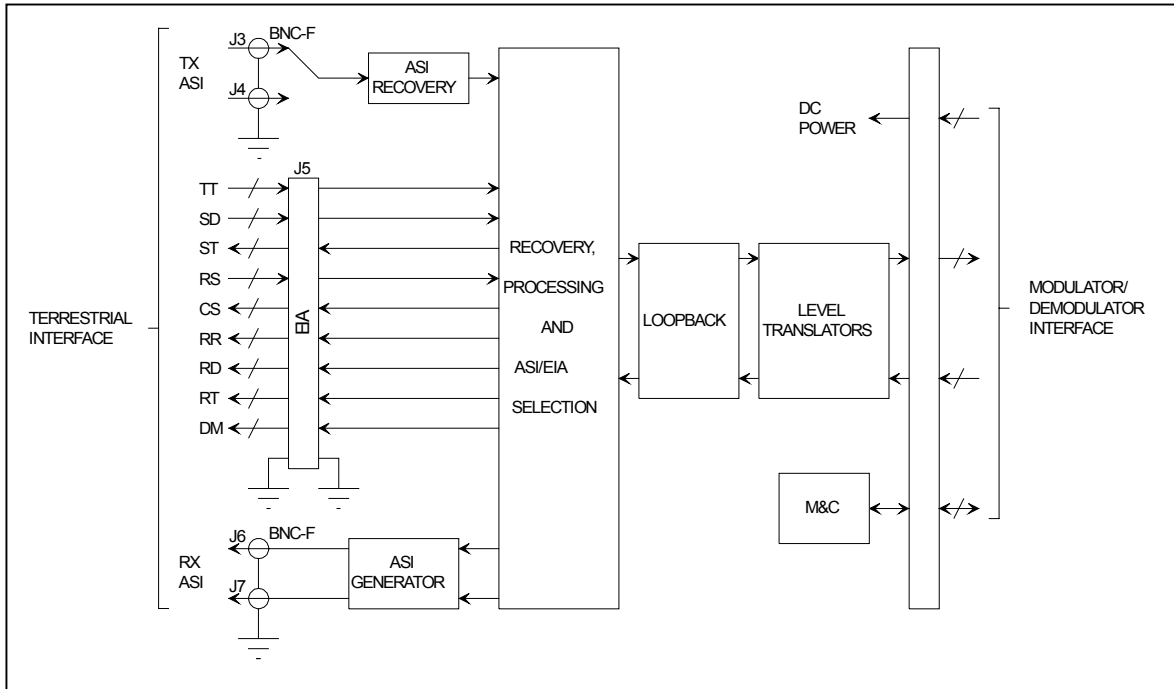 J3
BNC-F
TX
ASI
J4
ASI
RECOVERY
DC
POWER
J5
TT
SD
ST
RS
CS
RR
RD
RT
DM
EIA
RECOVERY,
PROCESSING
AND
ASI/EIA
SELECTION
LOOPBACK
LEVEL
TRANSLATORS
MODULATOR/
DEMODULATOR
INTERFACE
TERRESTRIAL
INTERFACE
M&C
J6
BNC-F
RX
ASI
J7
ASI
GENERATOR